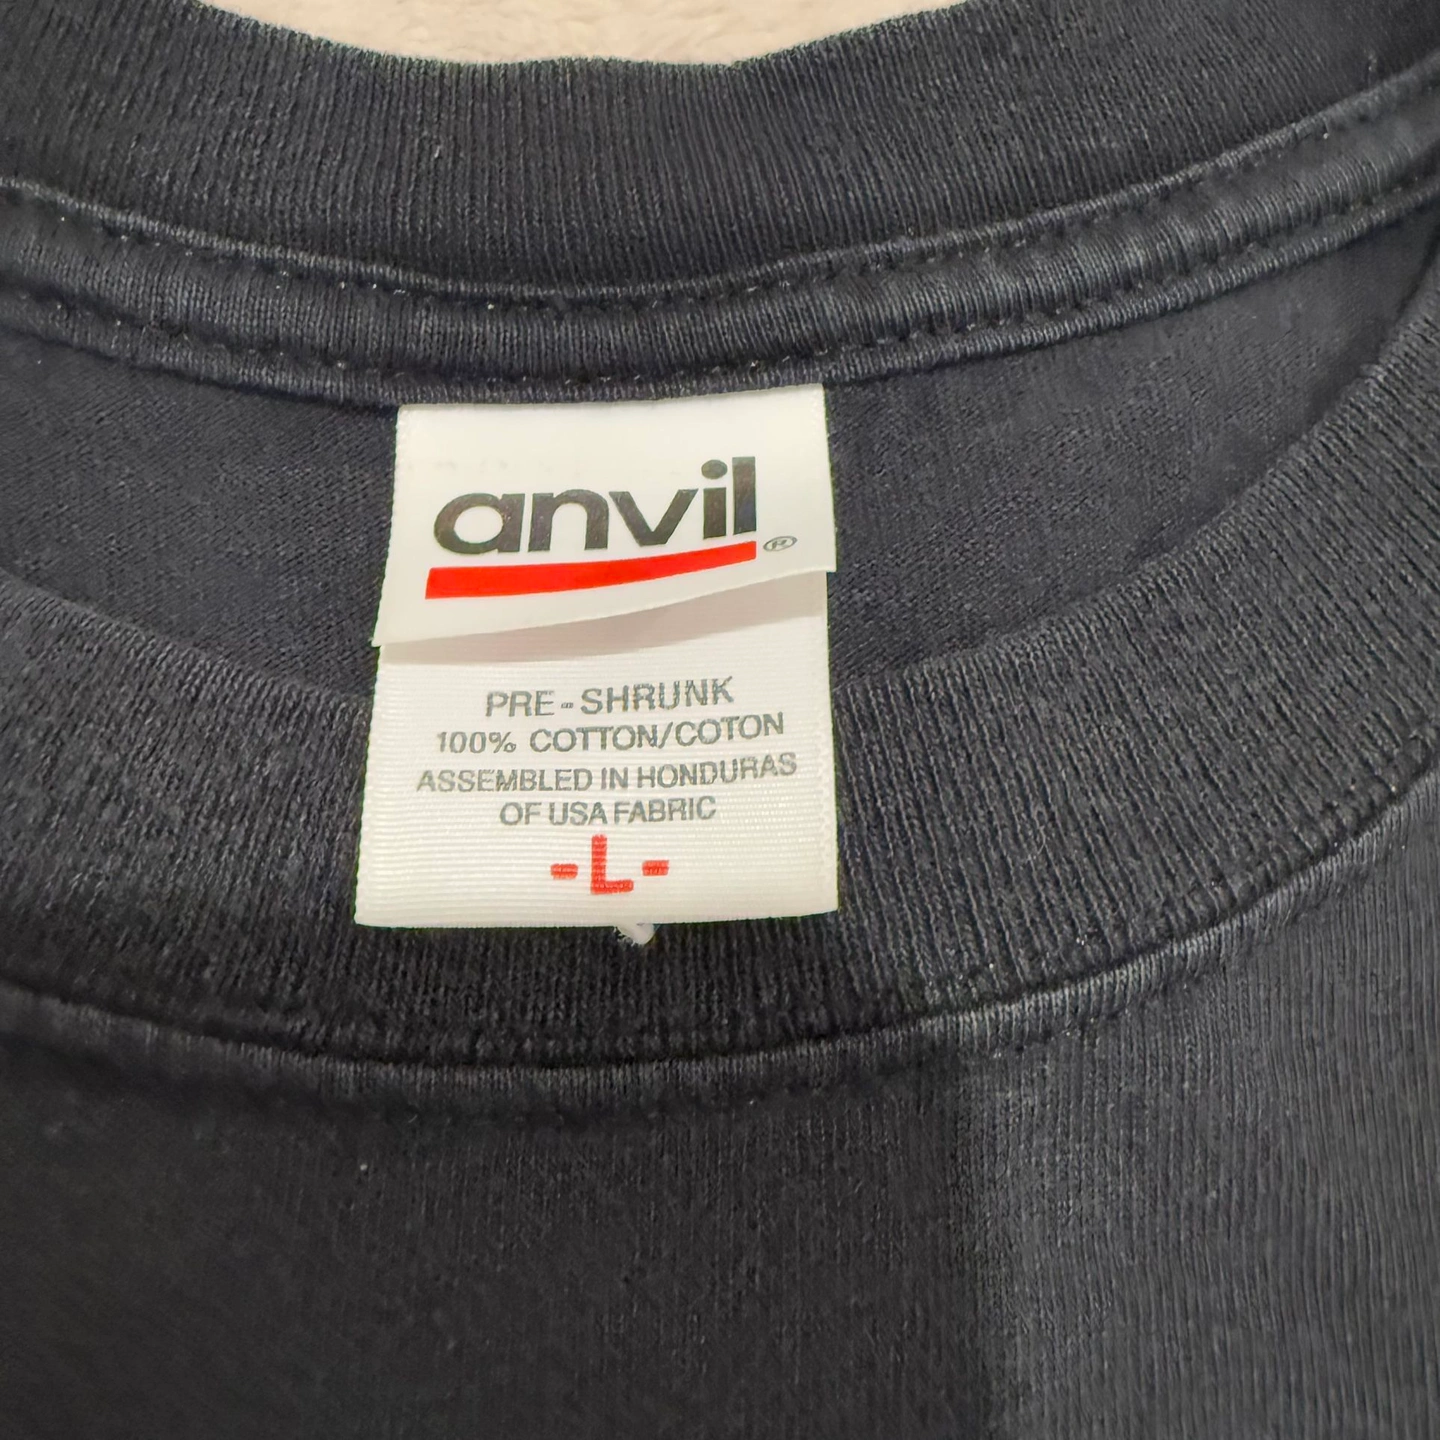 anvil®
PRE-SHRUNK
100% COTTON/COTON
ASSEMBLED IN HONDURAS
OF USA FABRIC
-L-